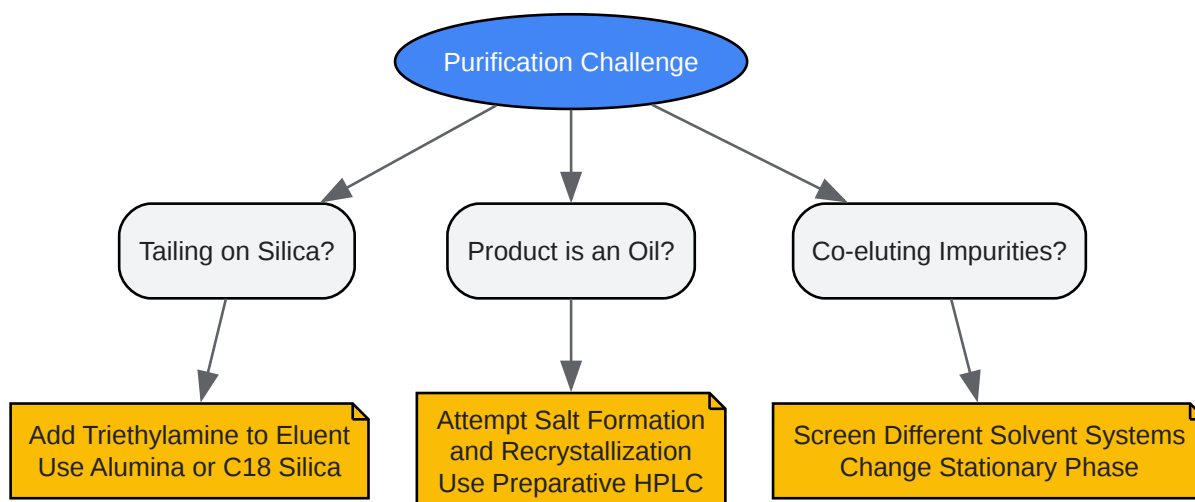 Purification Challenge
Tailing on Silica?
Product is an Oil?
Co-eluting Impurities?
Add Triethylamine to Eluent
Use Alumina or C18 Silica
Attempt Salt Formation
and Recrystallization
Use Preparative HPLC
Screen Different Solvent Systems
Change Stationary Phase